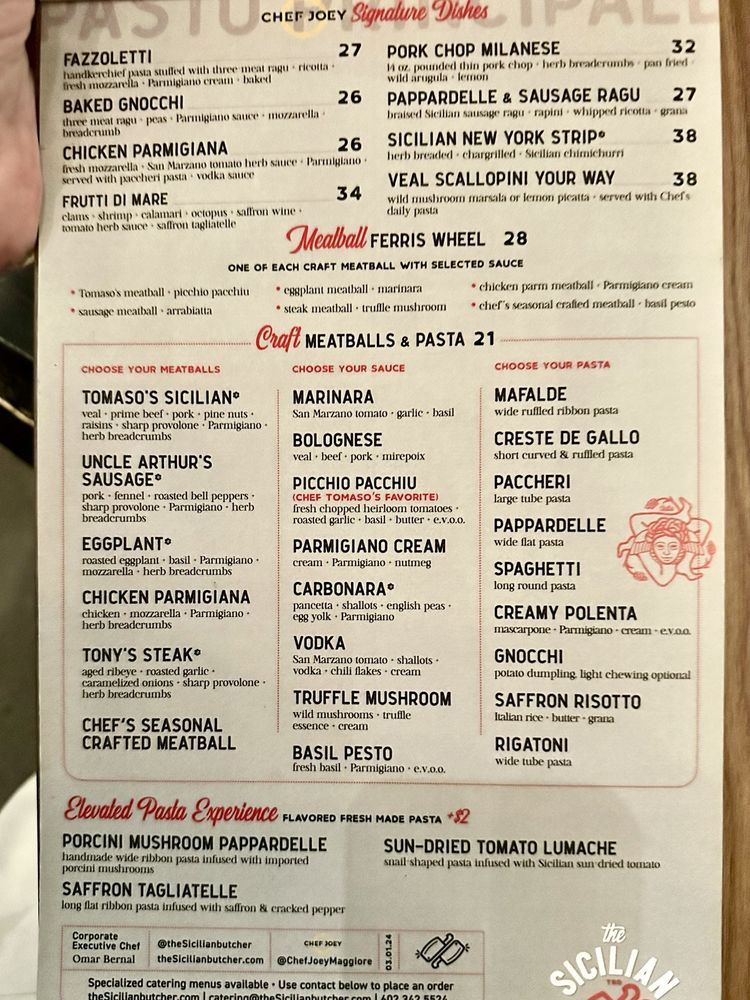 PASTO PRINCIPALE
CHEF JOEY Signature Dishes
FAZZOLETTI 27
handkerchief pasta stuffed with three meat ragu · ricotta ·
fresh mozzarella · Parmigiano cream · baked
BAKED GNOCCHI 26
three meat ragu · peas · Parmigiano sauce · mozzarella ·
breadcrumb
CHICKEN PARMIGIANA 26
fresh mozzarella · San Marzano tomato herb sauce · Parmigiano ·
served with paccheri pasta · vodka sauce
FRUTTI DI MARE 34
clams · shrimp · calamari · octopus · saffron wine ·
tomato herb sauce · saffron tagliatelle
PORK CHOP MILANESE 32
14 oz. pounded thin pork chop · herb breadcrumbs · pan fried ·
wild arugula · lemon
PAPPARDELLE & SAUSAGE RAGU 27
braised Sicilian sausage ragu · rapini · whipped ricotta · grana
SICILIAN NEW YORK STRIP* 38
herb breaded · chargrilled · Sicilian chimichurri
VEAL SCALLOPINI YOUR WAY 38
wild mushroom marsala or lemon picatta · served with Chef's
daily pasta
Meatball FERRIS WHEEL 28
ONE OF EACH CRAFT MEATBALL WITH SELECTED SAUCE
• Tomaso's meatball · picchio pacchiu
• eggplant meatball · marinara
• chicken parm meatball · Parmigiano cream
• sausage meatball · arrabiatta
• steak meatball · truffle mushroom
• chef's seasonal crafted meatball · basil pesto
Craft MEATBALLS & PASTA 21
CHOOSE YOUR MEATBALLS
TOMASO'S SICILIAN*
veal · prime beef · pork · pine nuts ·
raisins · sharp provolone · Parmigiano ·
herb breadcrumbs
UNCLE ARTHUR'S
SAUSAGE*
pork · fennel · roasted bell peppers ·
sharp provolone · Parmigiano · herb
breadcrumbs
EGGPLANT*
roasted eggplant · basil · Parmigiano ·
mozzarella · herb breadcrumbs
CHICKEN PARMIGIANA
chicken · mozzarella · Parmigiano ·
herb breadcrumbs
TONY'S STEAK*
aged ribeye · roasted garlic ·
caramelized onions · sharp provolone ·
herb breadcrumbs
CHEF'S SEASONAL
CRAFTED MEATBALL
CHOOSE YOUR SAUCE
MARINARA
San Marzano tomato · garlic · basil
BOLOGNESE
veal · beef · pork · mirepoix
PICCHIO PACCHIU
(CHEF TOMASO'S FAVORITE)
fresh chopped heirloom tomatoes ·
roasted garlic · basil · butter · e.v.o.o.
PARMIGIANO CREAM
cream · Parmigiano · nutmeg
CARBONARA*
pancetta · shallots · english peas ·
egg yolk · Parmigiano
VODKA
San Marzano tomato · shallots ·
vodka · chili flakes · cream
TRUFFLE MUSHROOM
wild mushrooms · truffle
essence · cream
BASIL PESTO
fresh basil · Parmigiano · e.v.o.o.
CHOOSE YOUR PASTA
MAFALDE
wide ruffled ribbon pasta
CRESTE DE GALLO
short curved & ruffled pasta
PACCHERI
large tube pasta
PAPPARDELLE
wide flat pasta
SPAGHETTI
long round pasta
CREAMY POLENTA
mascarpone · Parmigiano · cream · e.v.o.o.
GNOCCHI
potato dumpling, light chewing optional
SAFFRON RISOTTO
Italian rice · butter · grana
RIGATONI
wide tube pasta
Elevated Pasta Experience FLAVORED FRESH MADE PASTA +$2
PORCINI MUSHROOM PAPPARDELLE
handmade wide ribbon pasta infused with imported
porcini mushrooms
SAFFRON TAGLIATELLE
long flat ribbon pasta infused with saffron & cracked pepper
SUN-DRIED TOMATO LUMACHE
snail-shaped pasta infused with Sicilian sun-dried tomato
Corporate
Executive Chef
Omar Bernal
@theSicilianbutcher
theSicilianbutcher.com
CHEF JOEY
@ChefJoeyMaggiore
03.01.24
Specialized catering menus available · Use contact below to place an order
theSicilianbutcher.com | catering@theSicilianbutcher.com | 602.342.5524
the
SICILIAN
TSB